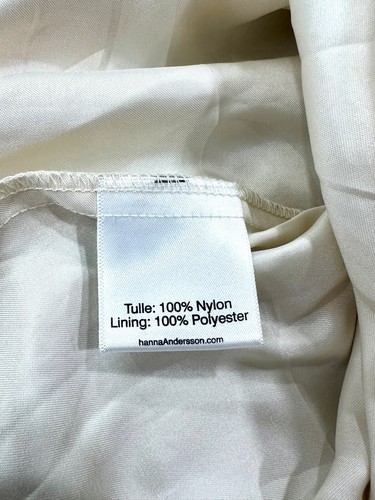 Tulle: 100% Nylon
Lining: 100% Polyester
hannaAndersson.com